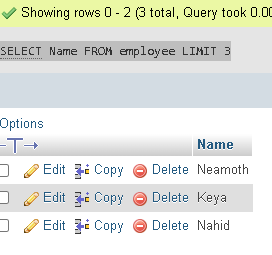 Showing rows 0 - 2 (3 total, Query took 0.00
SELECT Name FROM employee LIMIT 3
Options
Name
Edit Copy Delete Neamoth
Edit Copy Delete Keya
Edit Copy Delete Nahid